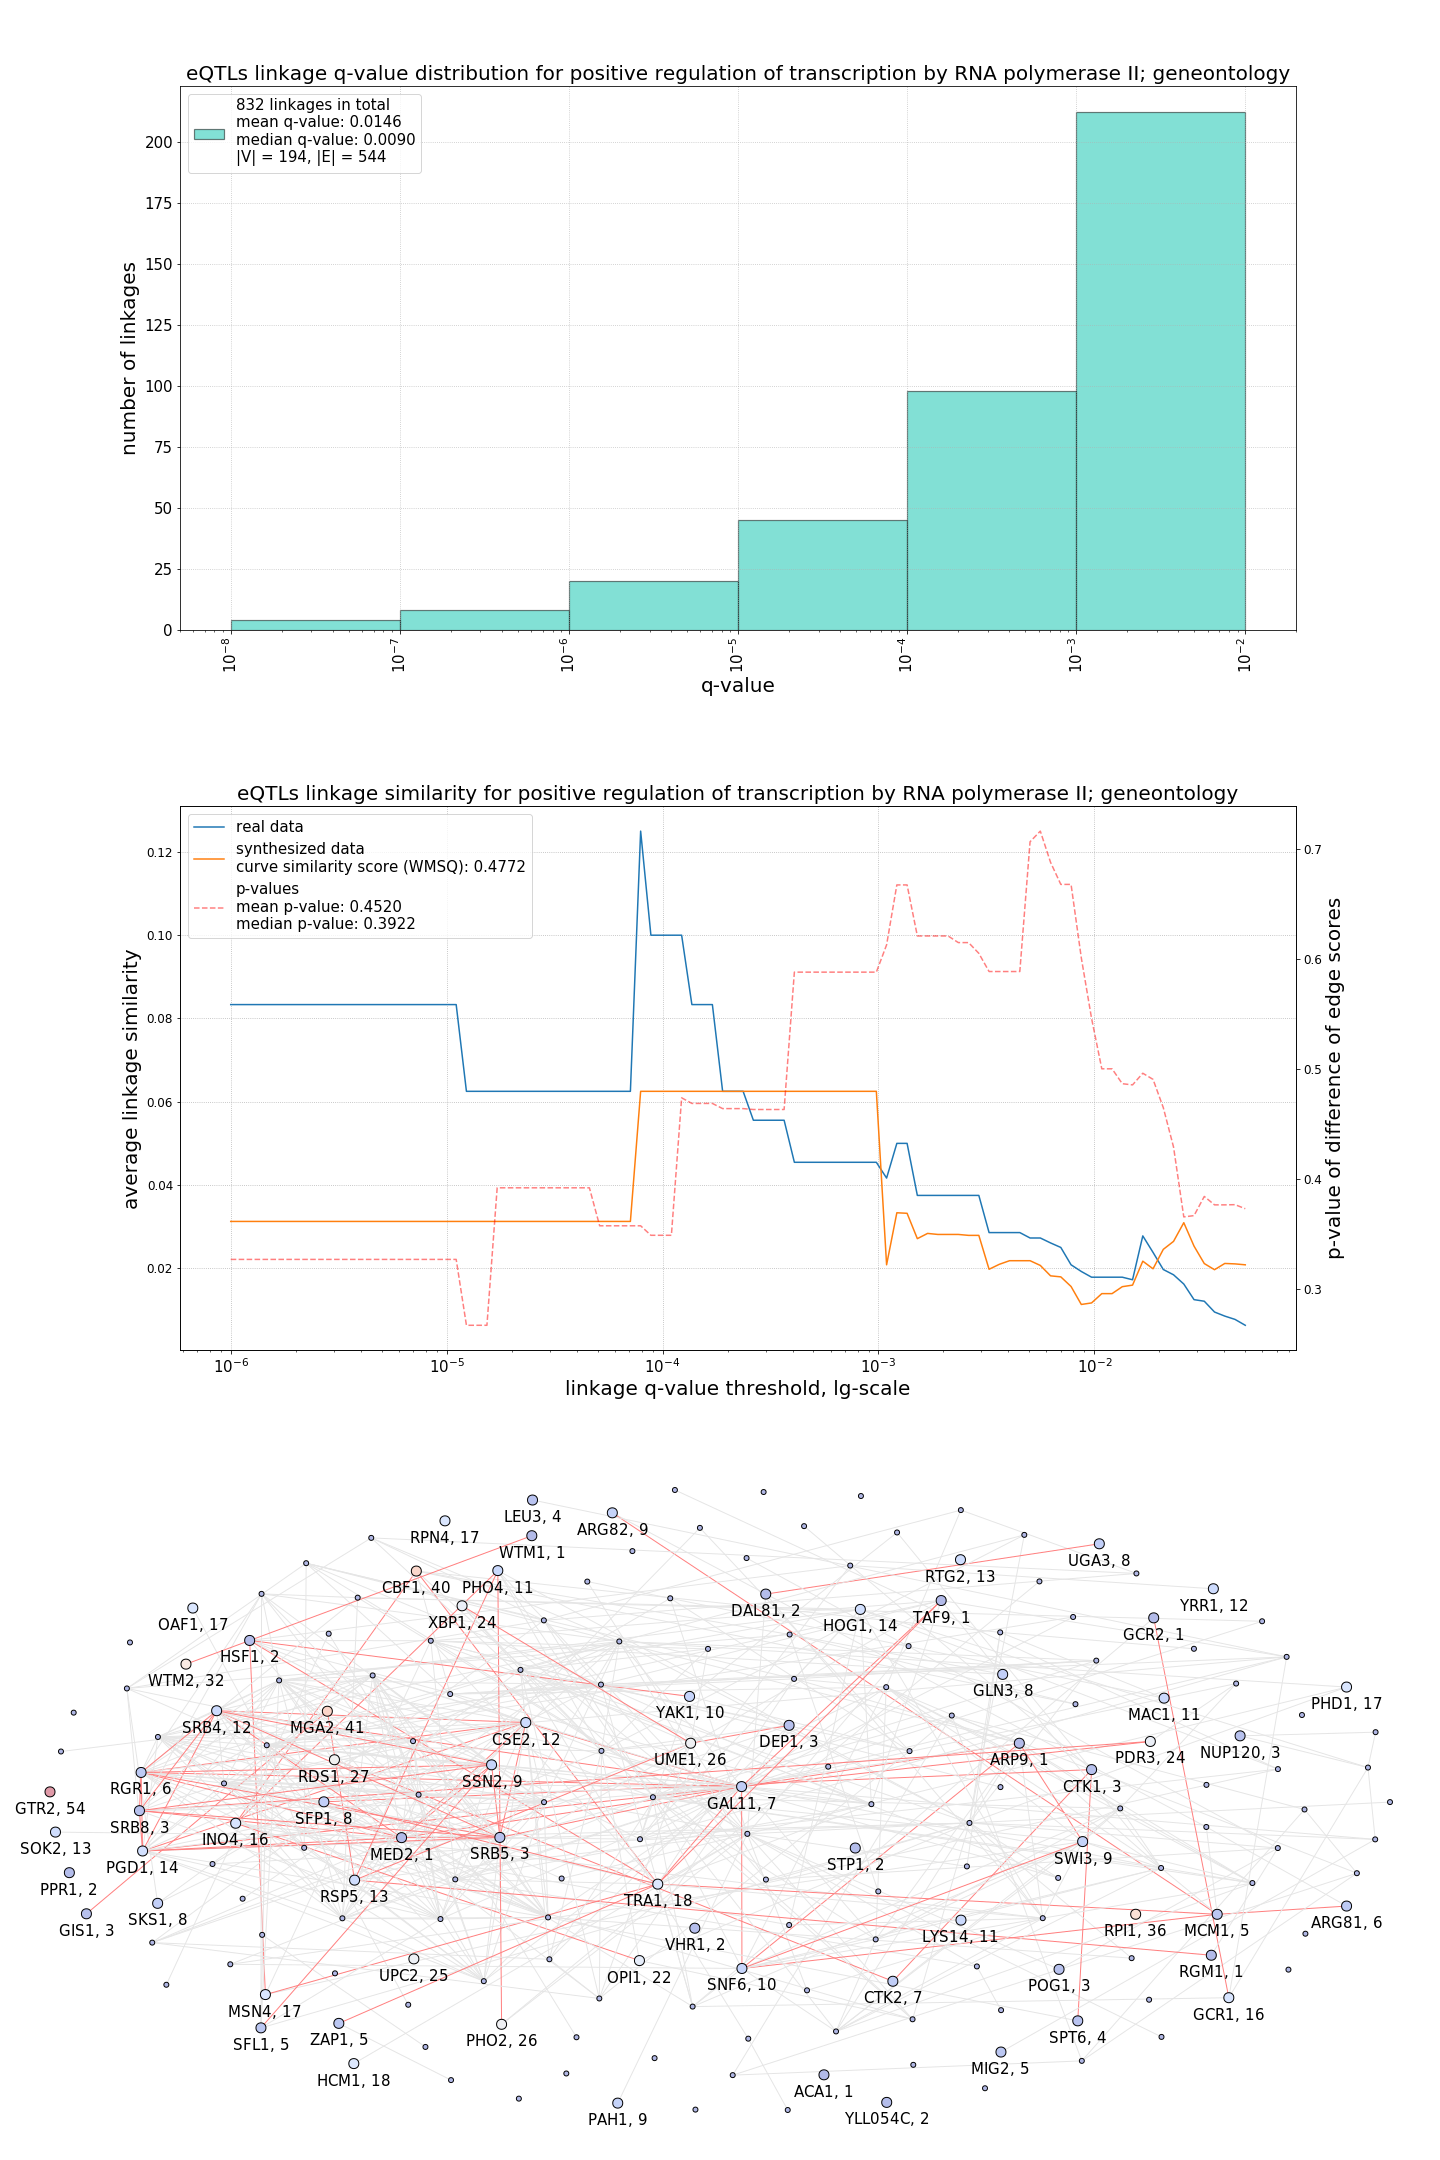 eQTLs linkage q-value distribution for positive regulation of transcription by RNA polymerase II; geneontology
832 linkages in total
mean q-value: 0.0146
median q-value: 0.0090
|V| = 194, |E| = 544
number of linkages
200
175
150
125
100
75
50
25
0
10⁻⁸ 10⁻⁷ 10⁻⁶ 10⁻⁵ 10⁻⁴ 10⁻³ 10⁻²
q-value
eQTLs linkage similarity for positive regulation of transcription by RNA polymerase II; geneontology
real data
synthesized data
curve similarity score (WMSQ): 0.4772
p-values
mean p-value: 0.4520
median p-value: 0.3922
average linkage similarity
0.12
0.10
0.08
0.06
0.04
0.02
p-value of difference of edge scores
0.7
0.6
0.5
0.4
0.3
10⁻⁶ 10⁻⁵ 10⁻⁴ 10⁻³ 10⁻²
linkage q-value threshold, lg-scale
LEU3, 4
ARG82, 9
RPN4, 17
WTM1, 1
UGA3, 8
RTG2, 13
CBF1, 40
PHO4, 11
YRR1, 12
DAL81, 2
TAF9, 1
XBP1, 24
OAF1, 17
HOG1, 14
GCR2, 1
HSF1, 2
WTM2, 32
GLN3, 8
PHD1, 17
YAK1, 10
MAC1, 11
SRB4, 12
MGA2, 41
CSE2, 12
DEP1, 3
NUP120, 3
UME1, 26
ARP9, 1
PDR3, 24
RDS1, 27
SSN2, 9
CTK1, 3
RGR1, 6
GAL11, 7
GTR2, 54
SFP1, 8
SRB8, 3
INO4, 16
SOK2, 13
MED2, 1
SRB5, 3
SWI3, 9
STP1, 2
PGD1, 14
PPR1, 2
RSP5, 13
TRA1, 18
SKS1, 8
ARG81, 6
GIS1, 3
LYS14, 11
RPI1, 36
MCM1, 5
VHR1, 2
RGM1, 1
UPC2, 25
OPI1, 22
SNF6, 10
POG1, 3
CTK2, 7
MSN4, 17
GCR1, 16
SFL1, 5
ZAP1, 5
PHO2, 26
SPT6, 4
MIG2, 5
HCM1, 18
ACA1, 1
PAH1, 9
YLL054C, 2